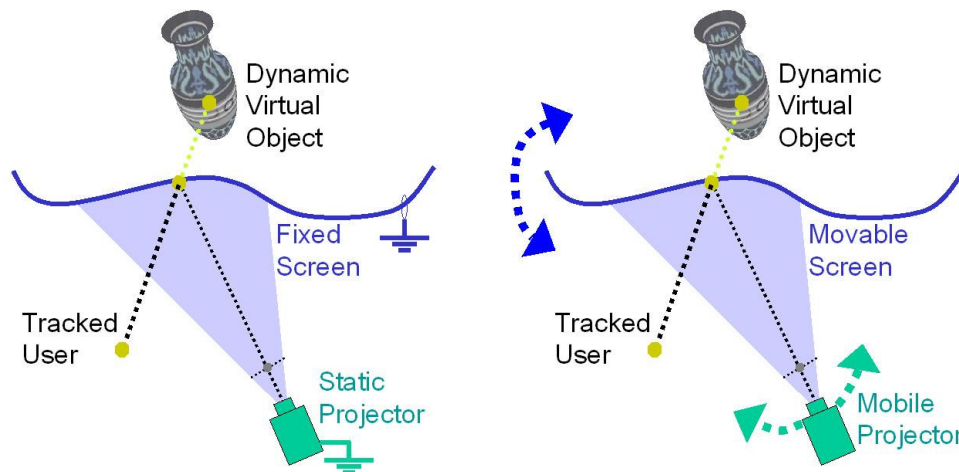 Dynamic
Virtual
Object
Fixed
Screen
Tracked
User
Static
Projector
Dynamic
Virtual
Object
Movable
Screen
Tracked
User
Mobile
Projector